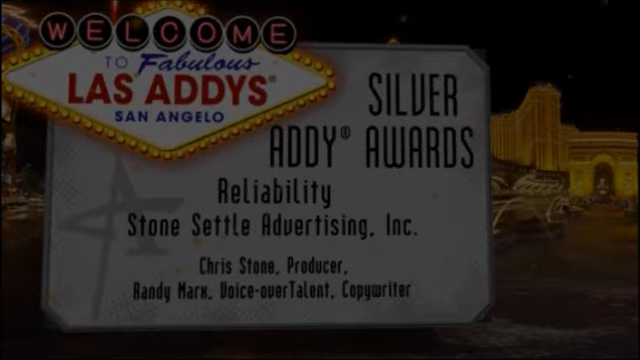 WELCOME
TO Fabulous
LAS ADDYS®
SAN ANGELO
SILVER
ADDY® AWARDS
Reliability
Stone Settle Advertising, Inc.
Chris Stone, Producer,
Randy Marx, Voice-overTalent, Copywriter